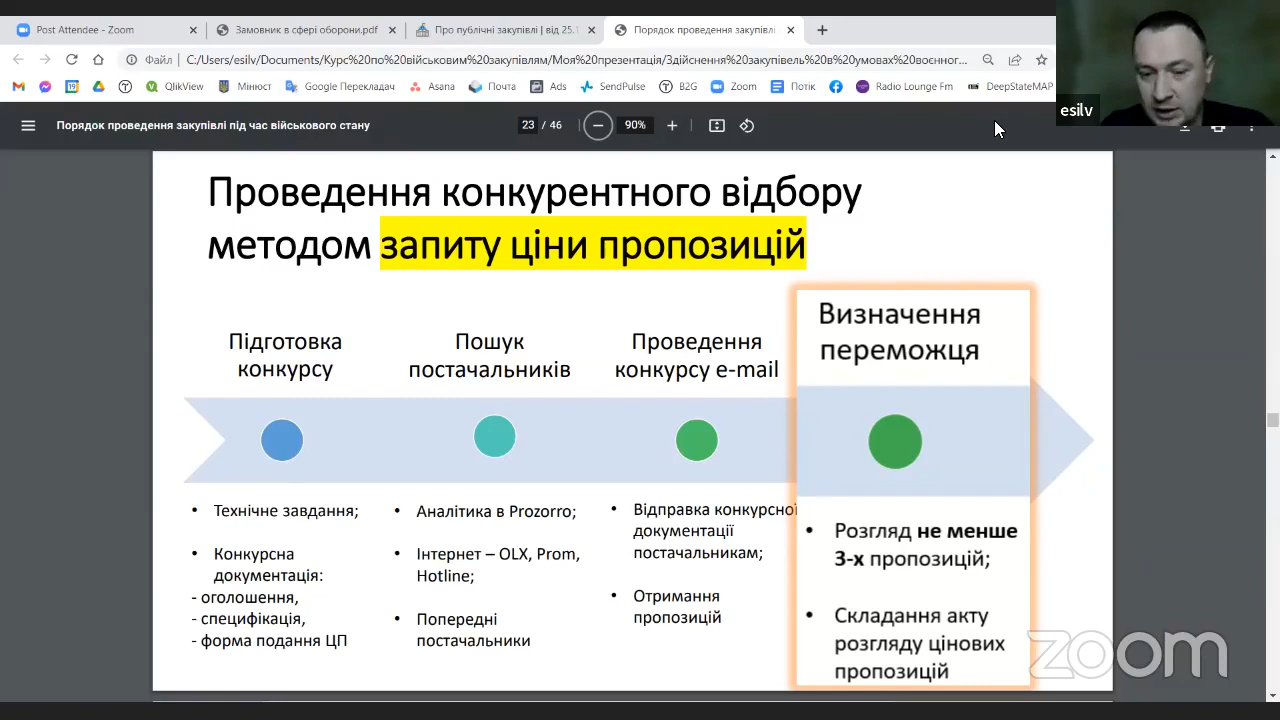 Post Attendee - Zoom
Замовник в сфері оборони.pdf
Про публічні закупівлі | від 25.1
Порядок проведення закупівлі
Файл
C:/Users/esilv/Documents/Курс%20по%20військовим%20закупівлям/Моя%20презентація/Здійснення%20закупівель%20в%20умовах%20воєнного...
QlikView
Мінюст
Google Перекладач
Asana
Почта
Ads
SendPulse
B2G
Zoom
Потік
Radio Lounge Fm
DeepStateMAP
esilv
Порядок проведення закупівлі під час військового стану
23 / 46
90%
Проведення конкурентного відбору
методом запиту ціни пропозицій
Підготовка
конкурсу
Пошук
постачальників
Проведення
конкурсу e-mail
Визначення
переможця
• Технічне завдання;
• Конкурсна
документація:
- оголошення,
- специфікація,
- форма подання ЦП
• Аналітика в Prozorro;
• Інтернет – OLX, Prom,
Hotline;
• Попередні
постачальники
• Відправка конкурсної
документації
постачальникам;
• Отримання
пропозицій
• Розгляд не менше
3-х пропозицій;
• Складання акту
розгляду цінових
пропозицій
zoom